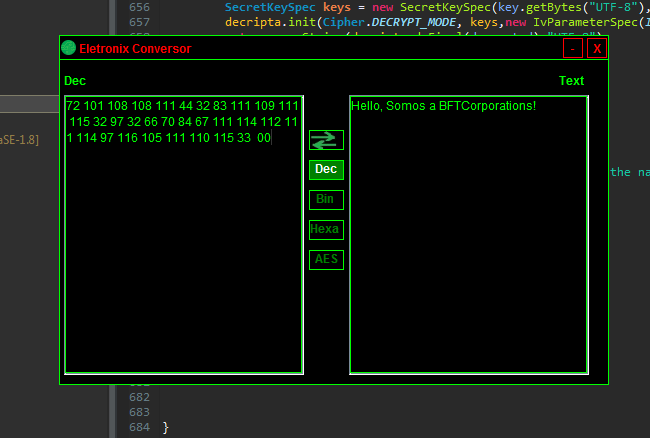 656 SecretKeySpec keys = new SecretKeySpec(key.getBytes("UTF-8"),
657 decripta.init(Cipher.DECRYPT_MODE, keys,new IvParameterSpec(
Eletronix Conversor - X
Dec Text
72 101 108 108 111 44 32 83 111 109 111
115 32 97 32 66 70 84 67 111 114 112 11
1 114 97 116 105 111 110 115 33 00
Hello, Somos a BFTCorporations!
Dec
Bin
Hexa
AES
aSE-1.8]
the na
682
683
684 }